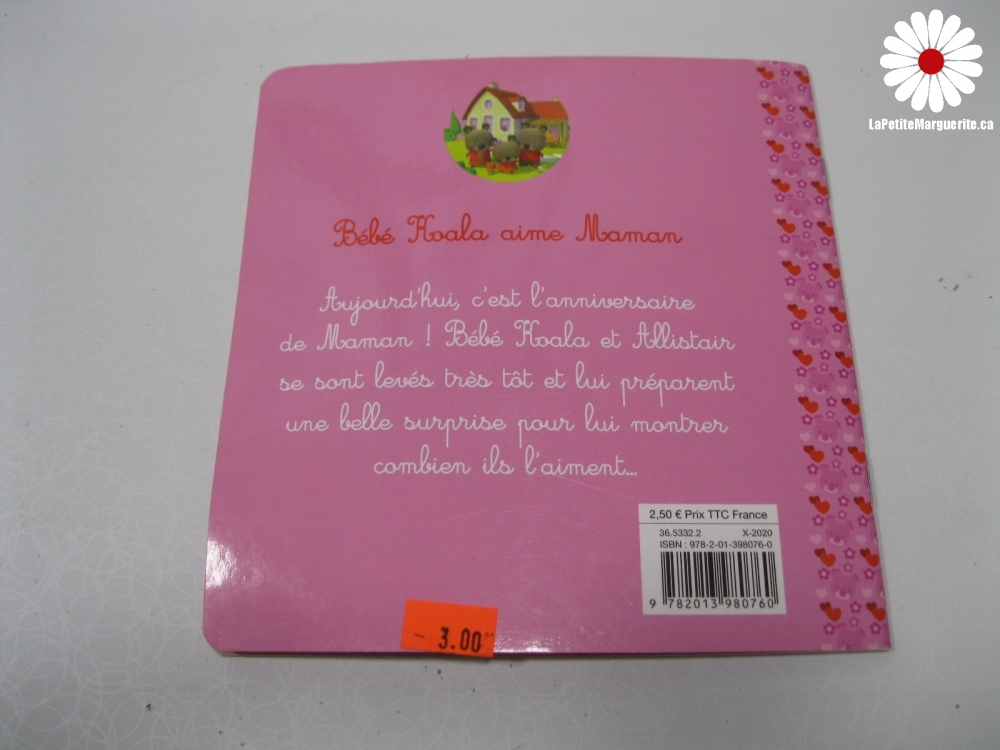 LaPetiteMarguerite.ca
Bébé Koala aime Maman
Aujourd'hui, c'est l'anniversaire
de Maman ! Bébé Koala et Allistair
se sont levés très tôt et lui préparent
une belle surprise pour lui montrer
combien ils l'aiment...
2,50 € Prix TTC France
36.5332.2 X-2020
ISBN : 978-2-01-398076-0
9 782013 980760
- 3.00